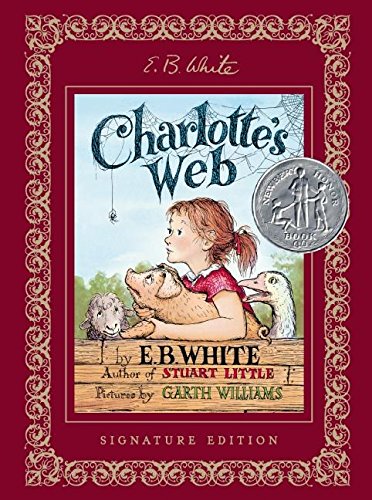 E. B. White
Charlotte's
Web
NEWBERY HONOR
BOOK
by E. B. WHITE
Author of STUART LITTLE
Pictures by GARTH WILLIAMS
SIGNATURE EDITION